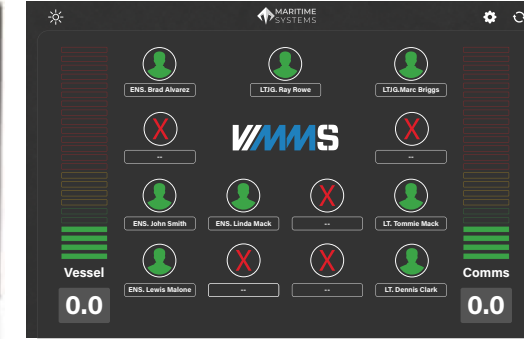 MARITIME
SYSTEMS
ENS. Brad Alvarez
LTJG. Ray Rowe
LTJG.Marc Briggs
VIMMS
--
--
ENS. John Smith
ENS. Linda Mack
--
LT. Tommie Mack
Vessel
Comms
ENS. Lewis Malone
--
--
LT. Dennis Clark
0.0
0.0